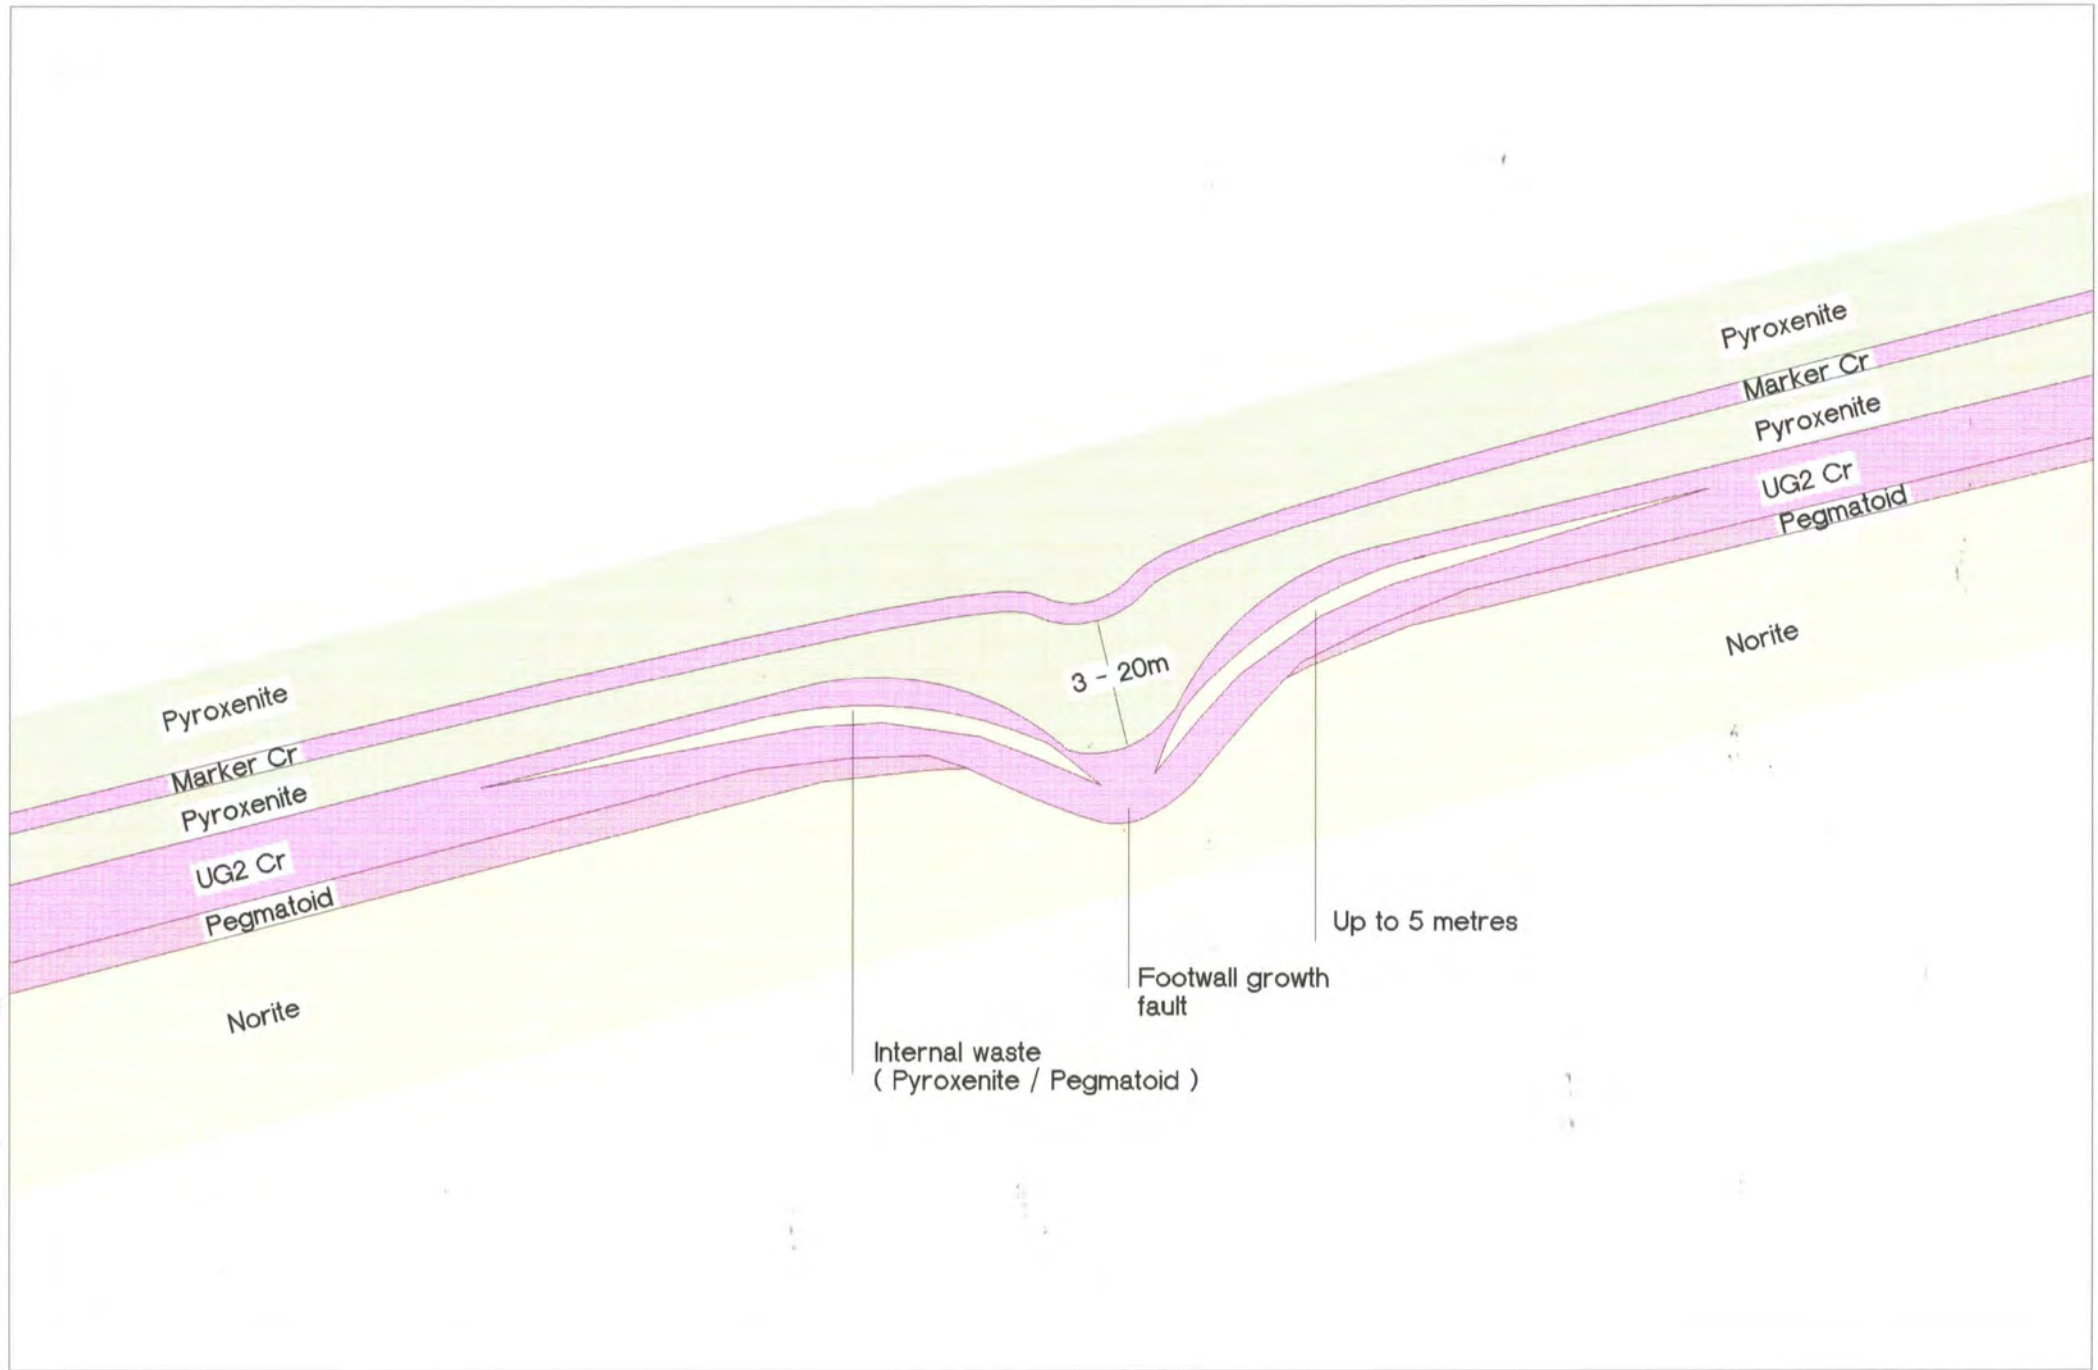 Pyroxenite
Marker Cr
Pyroxenite
UG2 Cr
Pegmatoid
Norite
3 - 20m
Pyroxenite
Marker Cr
Pyroxenite
UG2 Cr
Pegmatoid
Norite
Up to 5 metres
Footwall growth
fault
Internal waste
( Pyroxenite / Pegmatoid )